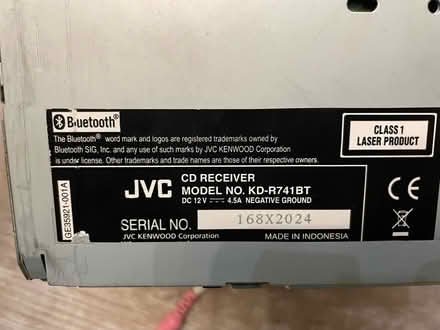 Bluetooth®
The Bluetooth® word mark and logos are registered trademarks owned by
Bluetooth SIG, Inc. and any use of such marks by JVC KENWOOD Corporation
is under license. Other trademarks and trade names are those of their respective owners.
CLASS 1
LASER PRODUCT
GE35921-001A
JVC
CD RECEIVER
MODEL NO. KD-R741BT
DC 12 V ⎓ 4.5A NEGATIVE GROUND
CE
SERIAL NO. 168X2024
JVC KENWOOD Corporation
MADE IN INDONESIA